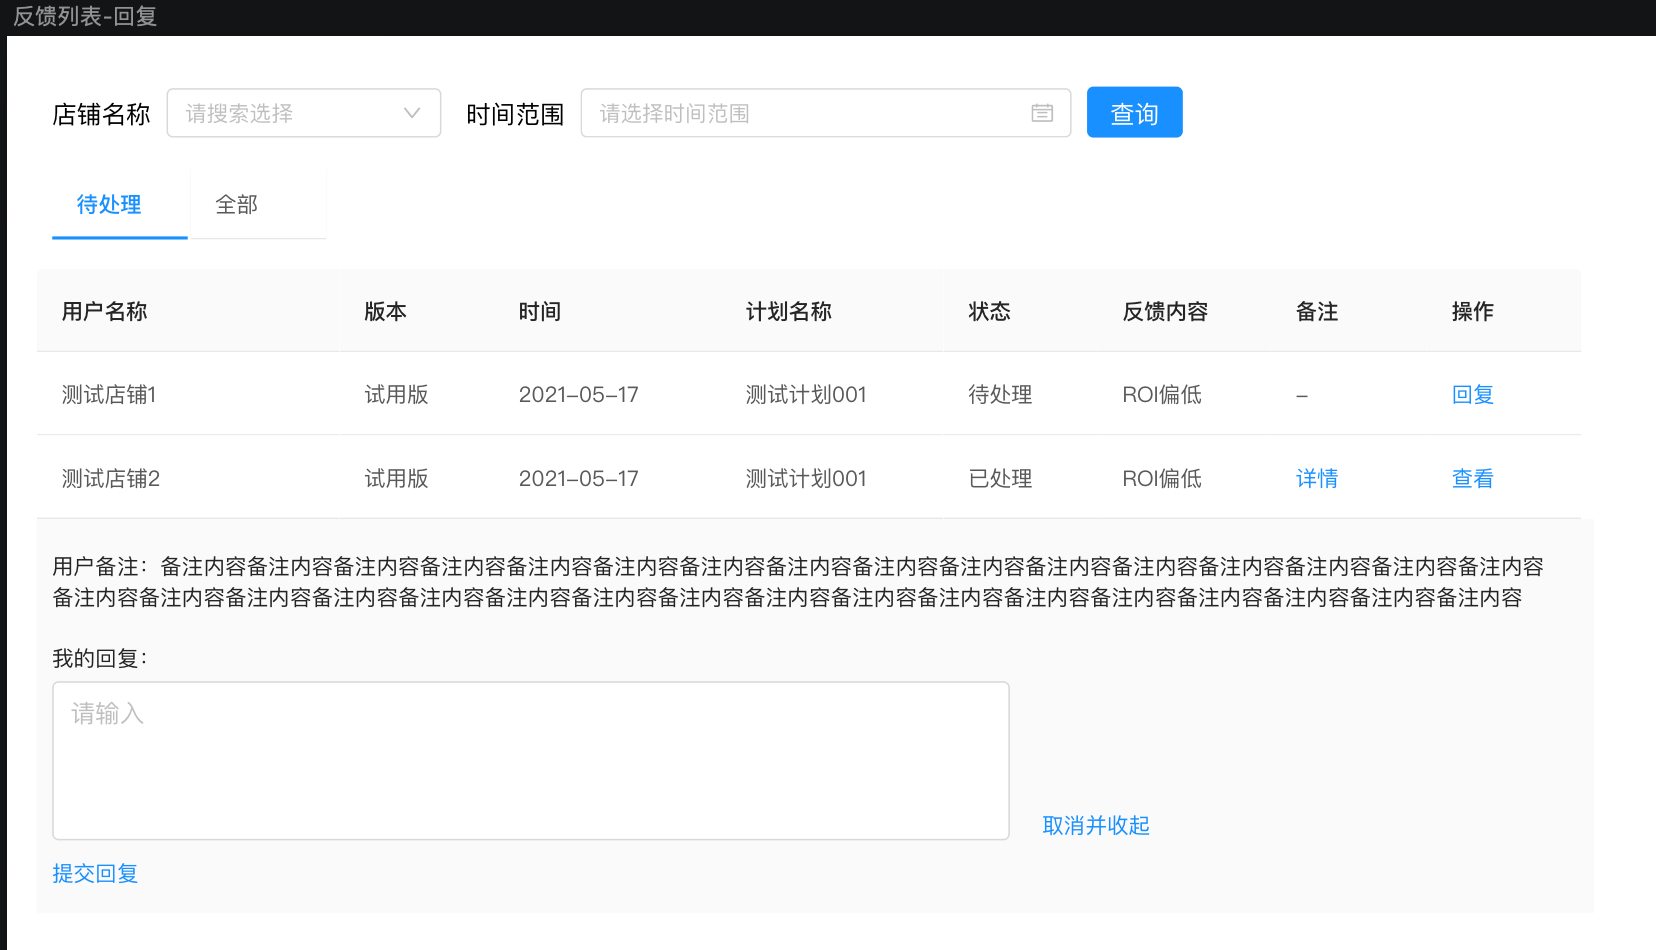 反馈列表-回复
店铺名称 请搜索选择 时间范围 请选择时间范围 查询
待处理 全部
用户名称 版本 时间 计划名称 状态 反馈内容 备注 操作
测试店铺1 试用版 2021-05-17 测试计划001 待处理 ROI偏低 - 回复
测试店铺2 试用版 2021-05-17 测试计划001 已处理 ROI偏低 详情 查看
用户备注：备注内容备注内容备注内容备注内容备注内容备注内容备注内容备注内容备注内容备注内容备注内容备注内容备注内容备注内容备注内容备注内容
备注内容备注内容备注内容备注内容备注内容备注内容备注内容备注内容备注内容备注内容备注内容备注内容备注内容备注内容备注内容备注内容备注内容
我的回复：
请输入
取消并收起
提交回复